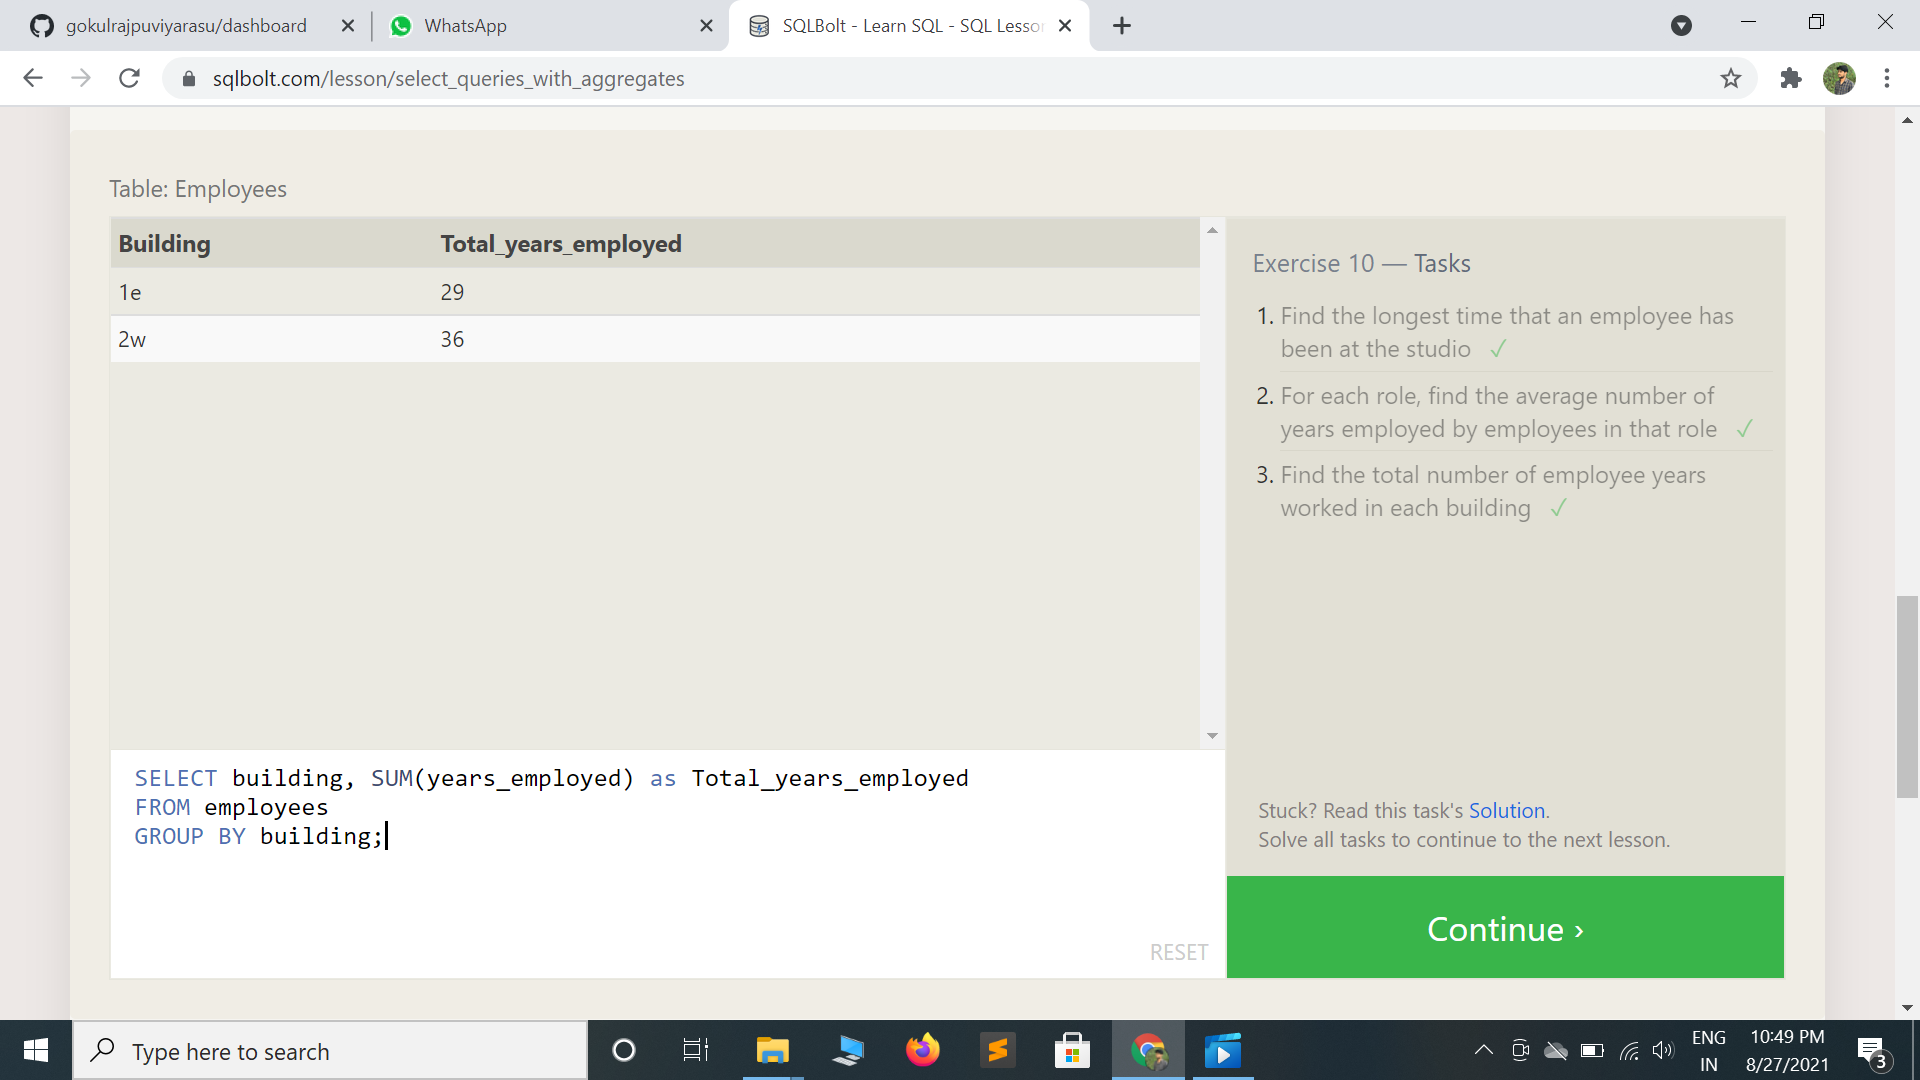 gokulrajpuviyarasu/dashboard
WhatsApp
SQLBolt - Learn SQL - SQL Lesson
sqlbolt.com/lesson/select_queries_with_aggregates
Table: Employees
Building Total_years_employed
1e 29
2w 36
Exercise 10 — Tasks
1. Find the longest time that an employee has
been at the studio ✓
2. For each role, find the average number of
years employed by employees in that role ✓
3. Find the total number of employee years
worked in each building ✓
SELECT building, SUM(years_employed) as Total_years_employed
FROM employees
GROUP BY building;
RESET
Stuck? Read this task's Solution.
Solve all tasks to continue to the next lesson.
Continue ›
Type here to search
ENG
IN
10:49 PM
8/27/2021
3